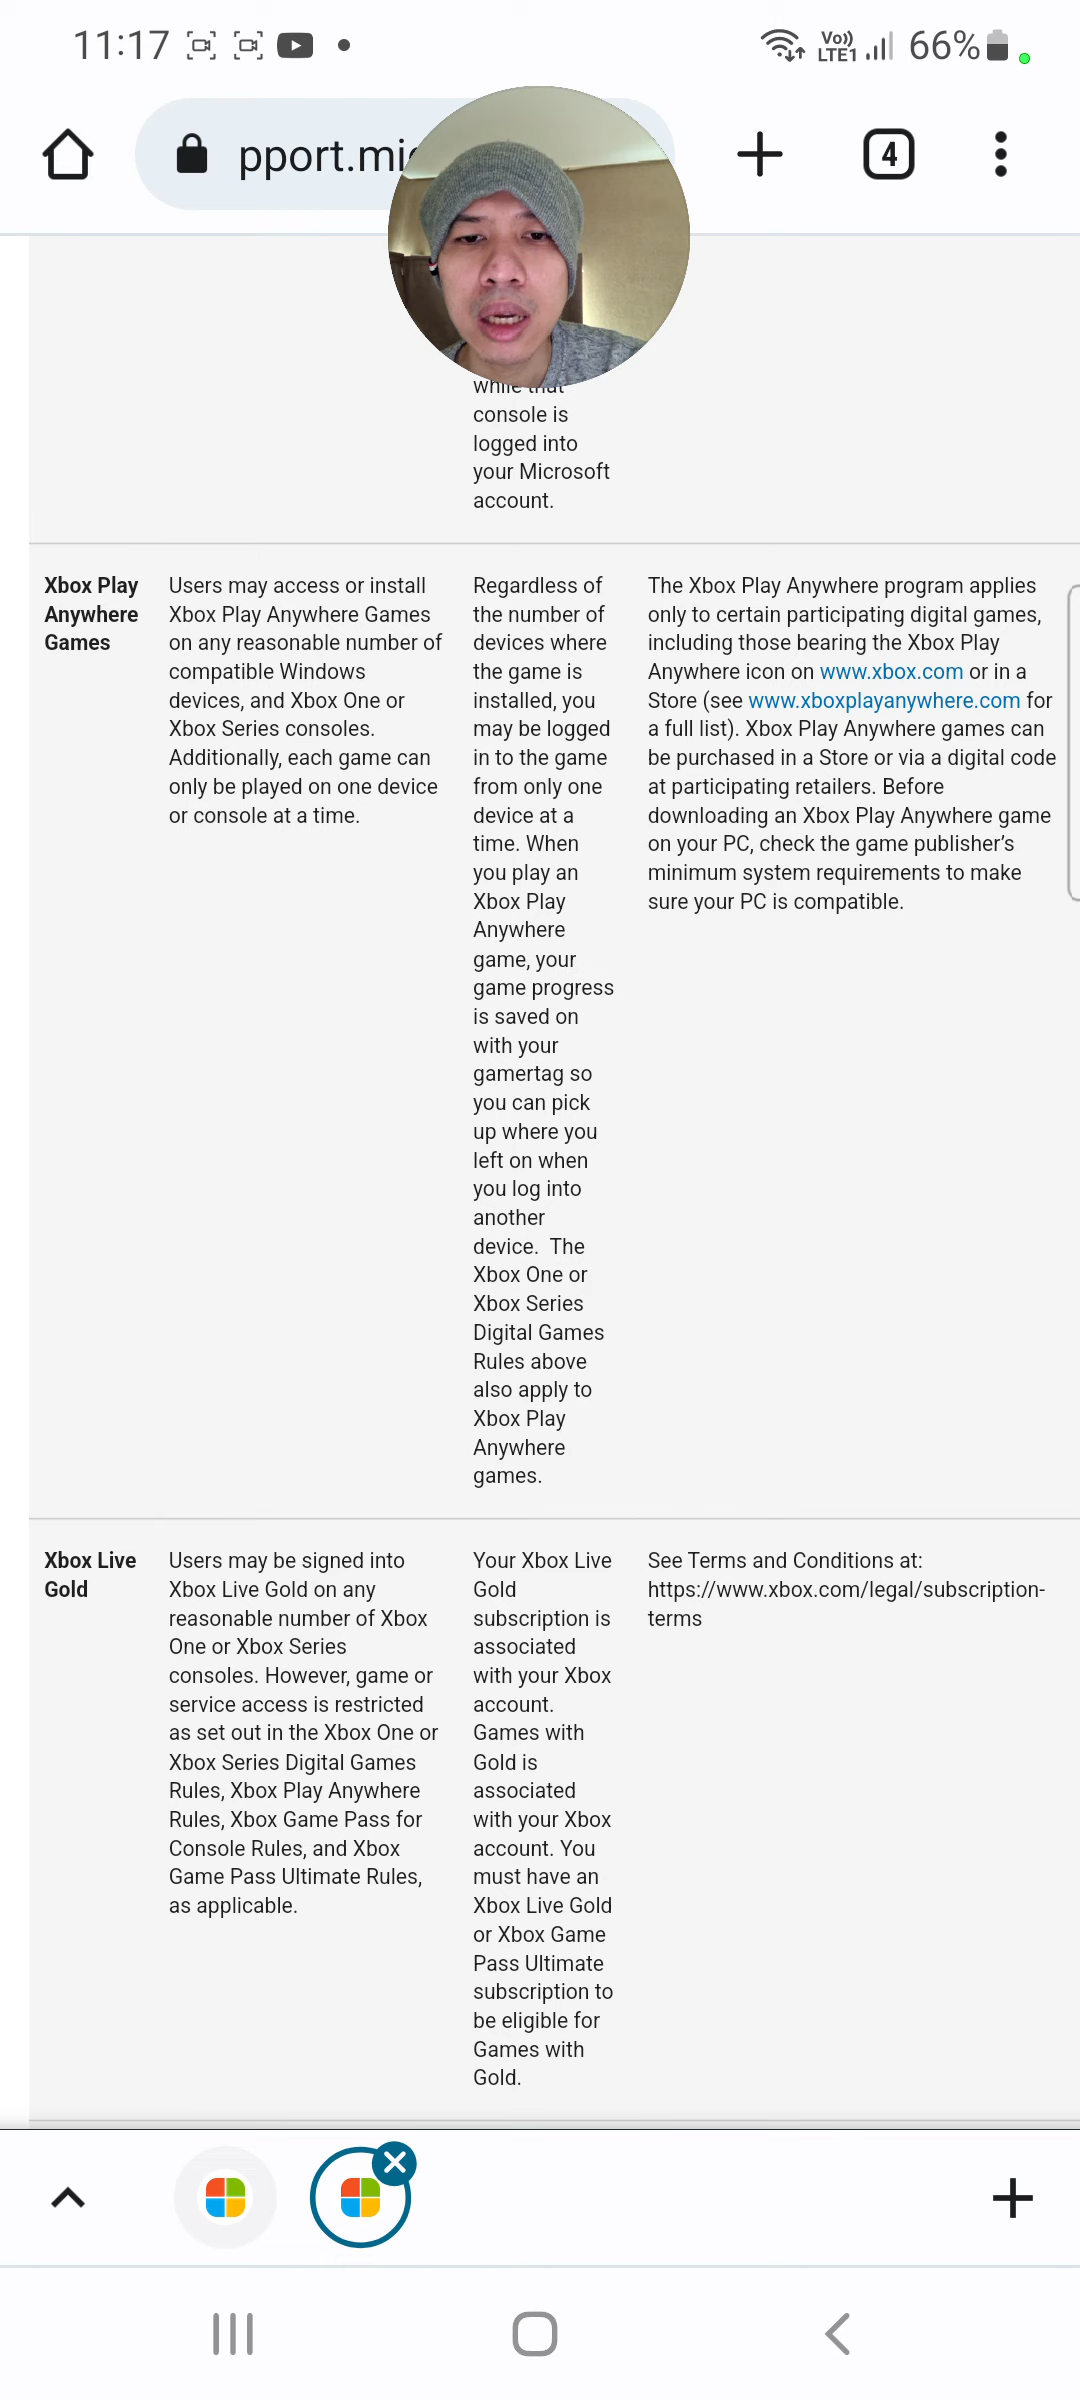 11:17
Vo))
LTE1
66%
pport.mi
4
while that
console is
logged into
your Microsoft
account.
Xbox Play
Anywhere
Games
Users may access or install
Xbox Play Anywhere Games
on any reasonable number of
compatible Windows
devices, and Xbox One or
Xbox Series consoles.
Additionally, each game can
only be played on one device
or console at a time.
Regardless of
the number of
devices where
the game is
installed, you
may be logged
in to the game
from only one
device at a
time. When
you play an
Xbox Play
Anywhere
game, your
game progress
is saved on
with your
gamertag so
you can pick
up where you
left on when
you log into
another
device.  The
Xbox One or
Xbox Series
Digital Games
Rules above
also apply to
Xbox Play
Anywhere
games.
The Xbox Play Anywhere program applies
only to certain participating digital games,
including those bearing the Xbox Play
Anywhere icon on www.xbox.com or in a
Store (see www.xboxplayanywhere.com for
a full list). Xbox Play Anywhere games can
be purchased in a Store or via a digital code
at participating retailers. Before
downloading an Xbox Play Anywhere game
on your PC, check the game publisher’s
minimum system requirements to make
sure your PC is compatible.
Xbox Live
Gold
Users may be signed into
Xbox Live Gold on any
reasonable number of Xbox
One or Xbox Series
consoles. However, game or
service access is restricted
as set out in the Xbox One or
Xbox Series Digital Games
Rules, Xbox Play Anywhere
Rules, Xbox Game Pass for
Console Rules, and Xbox
Game Pass Ultimate Rules,
as applicable.
Your Xbox Live
Gold
subscription is
associated
with your Xbox
account.
Games with
Gold is
associated
with your Xbox
account. You
must have an
Xbox Live Gold
or Xbox Game
Pass Ultimate
subscription to
be eligible for
Games with
Gold.
See Terms and Conditions at:
https://www.xbox.com/legal/subscription-
terms